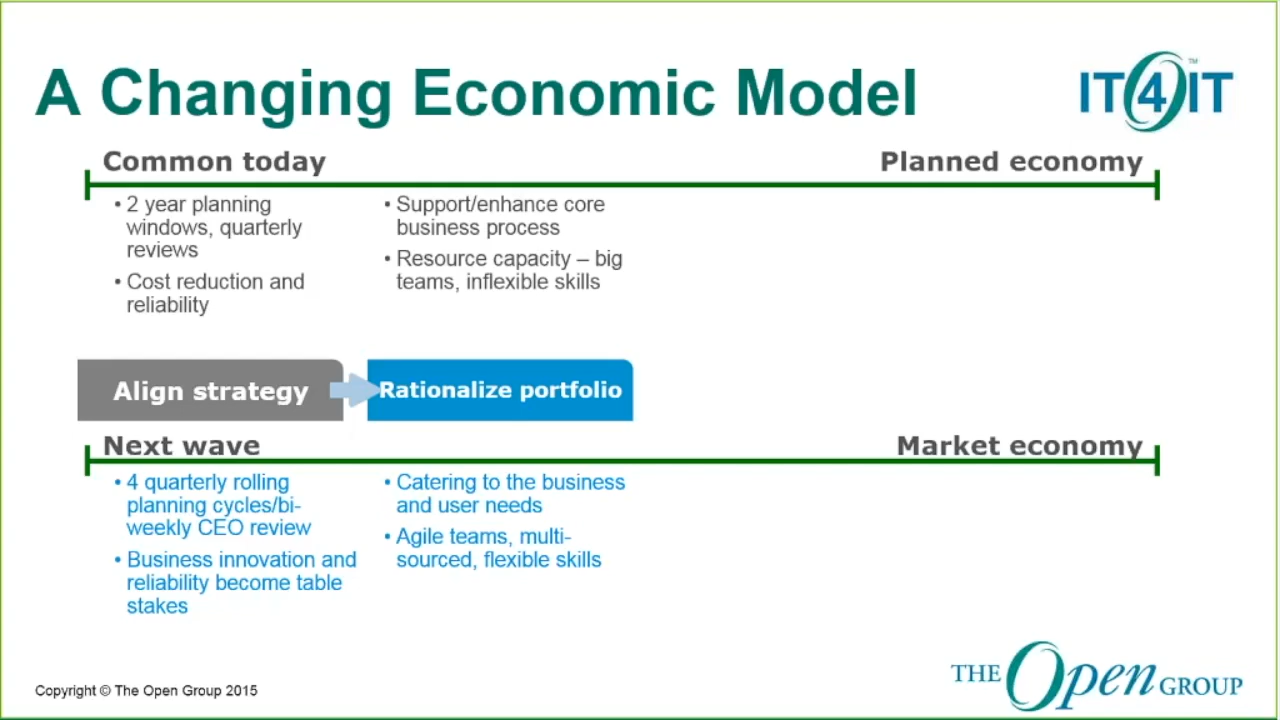 A Changing Economic Model
IT4IT™
Common today
Planned economy
• 2 year planning
windows, quarterly
reviews
• Cost reduction and
reliability
• Support/enhance core
business process
• Resource capacity – big
teams, inflexible skills
Align strategy
Rationalize portfolio
Next wave
Market economy
• 4 quarterly rolling
planning cycles/bi-
weekly CEO review
• Business innovation and
reliability become table
stakes
• Catering to the business
and user needs
• Agile teams, multi-
sourced, flexible skills
Copyright © The Open Group 2015
THE Open GROUP